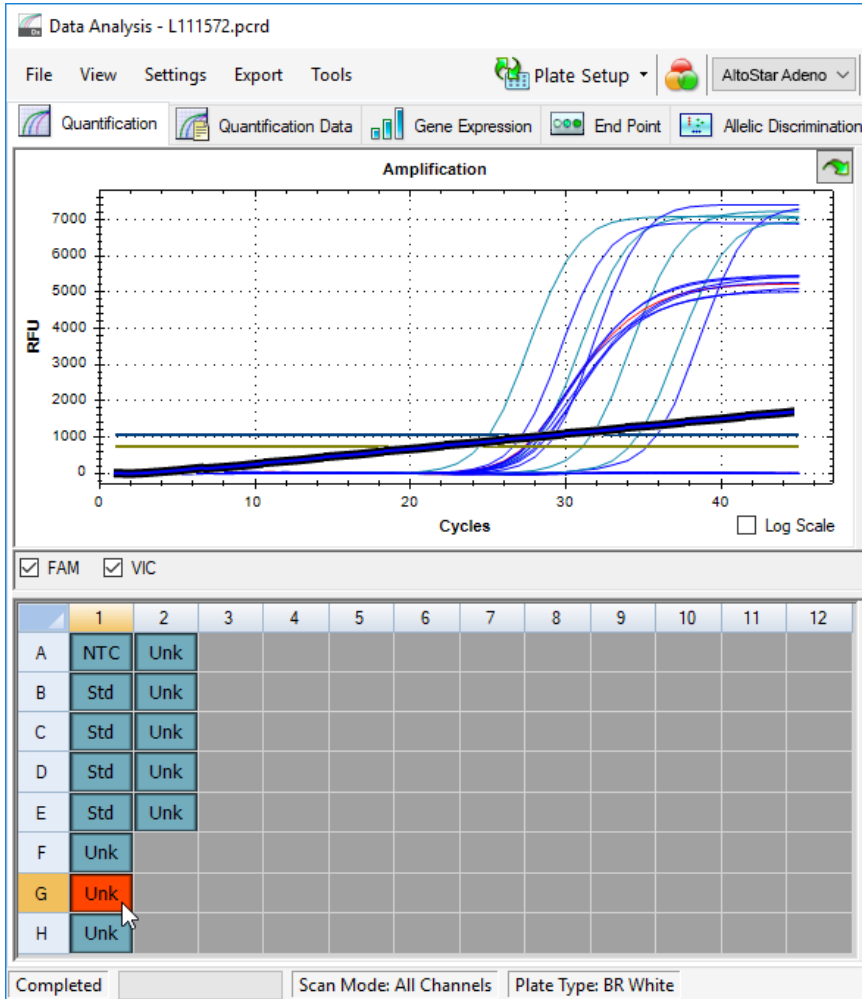 Data Analysis - L111572.pcrd
File View Settings Export Tools Plate Setup AltoStar Adeno
Quantification Quantification Data Gene Expression End Point Allelic Discrimination
Amplification
7000
6000
5000
4000
3000
2000
1000
0
RFU
0 10 20 30 40
Cycles
Log Scale
FAM VIC
1 2 3 4 5 6 7 8 9 10 11 12
A NTC Unk
B Std Unk
C Std Unk
D Std Unk
E Std Unk
F Unk
G Unk
H Unk
Completed Scan Mode: All Channels Plate Type: BR White